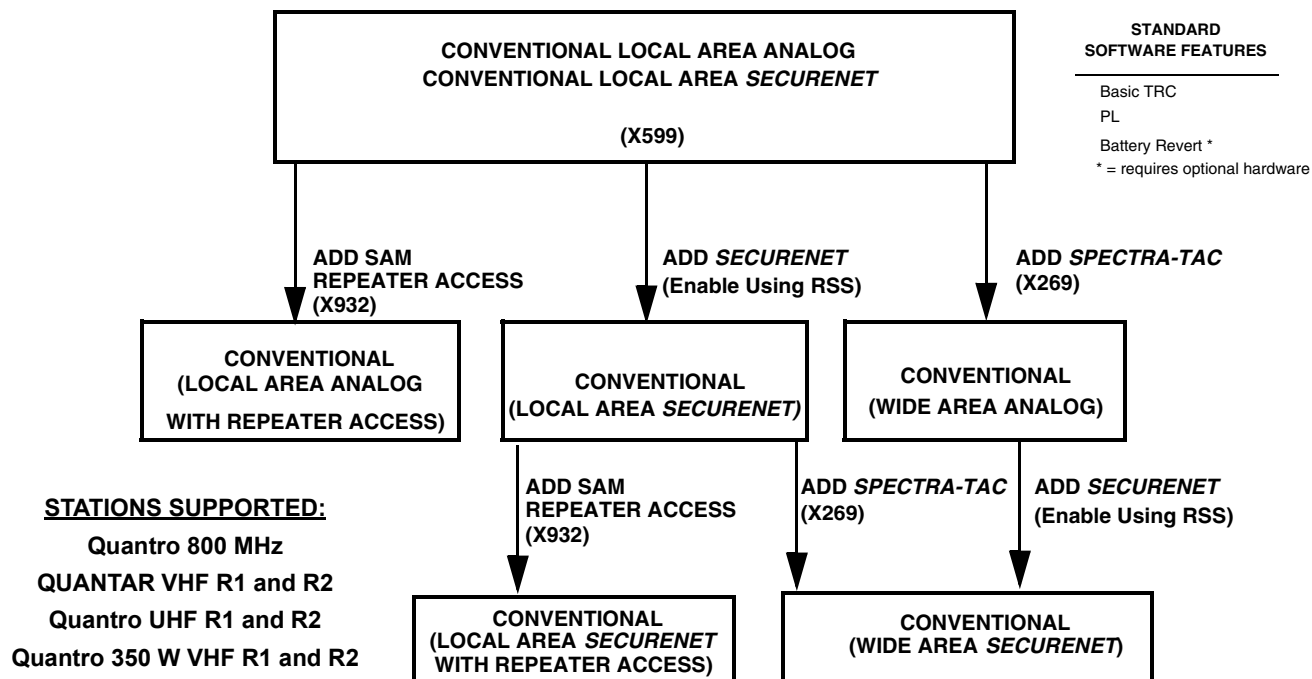 CONVENTIONAL LOCAL AREA ANALOG
CONVENTIONAL LOCAL AREA SECURENET
(X599)
STANDARD
SOFTWARE FEATURES
Basic TRC
PL
Battery Revert *
* = requires optional hardware
ADD SAM
REPEATER ACCESS
(X932)
ADD SECURENET
(Enable Using RSS)
ADD SPECTRA-TAC
(X269)
CONVENTIONAL
(LOCAL AREA ANALOG
WITH REPEATER ACCESS)
CONVENTIONAL
(LOCAL AREA SECURENET)
CONVENTIONAL
(WIDE AREA ANALOG)
ADD SAM
REPEATER ACCESS
(X932)
ADD SPECTRA-TAC
(X269)
ADD SECURENET
(Enable Using RSS)
STATIONS SUPPORTED:
Quantro 800 MHz
QUANTAR VHF R1 and R2
Quantro UHF R1 and R2
Quantro 350 W VHF R1 and R2
CONVENTIONAL
(LOCAL AREA SECURENET
WITH REPEATER ACCESS)
CONVENTIONAL
(WIDE AREA SECURENET)